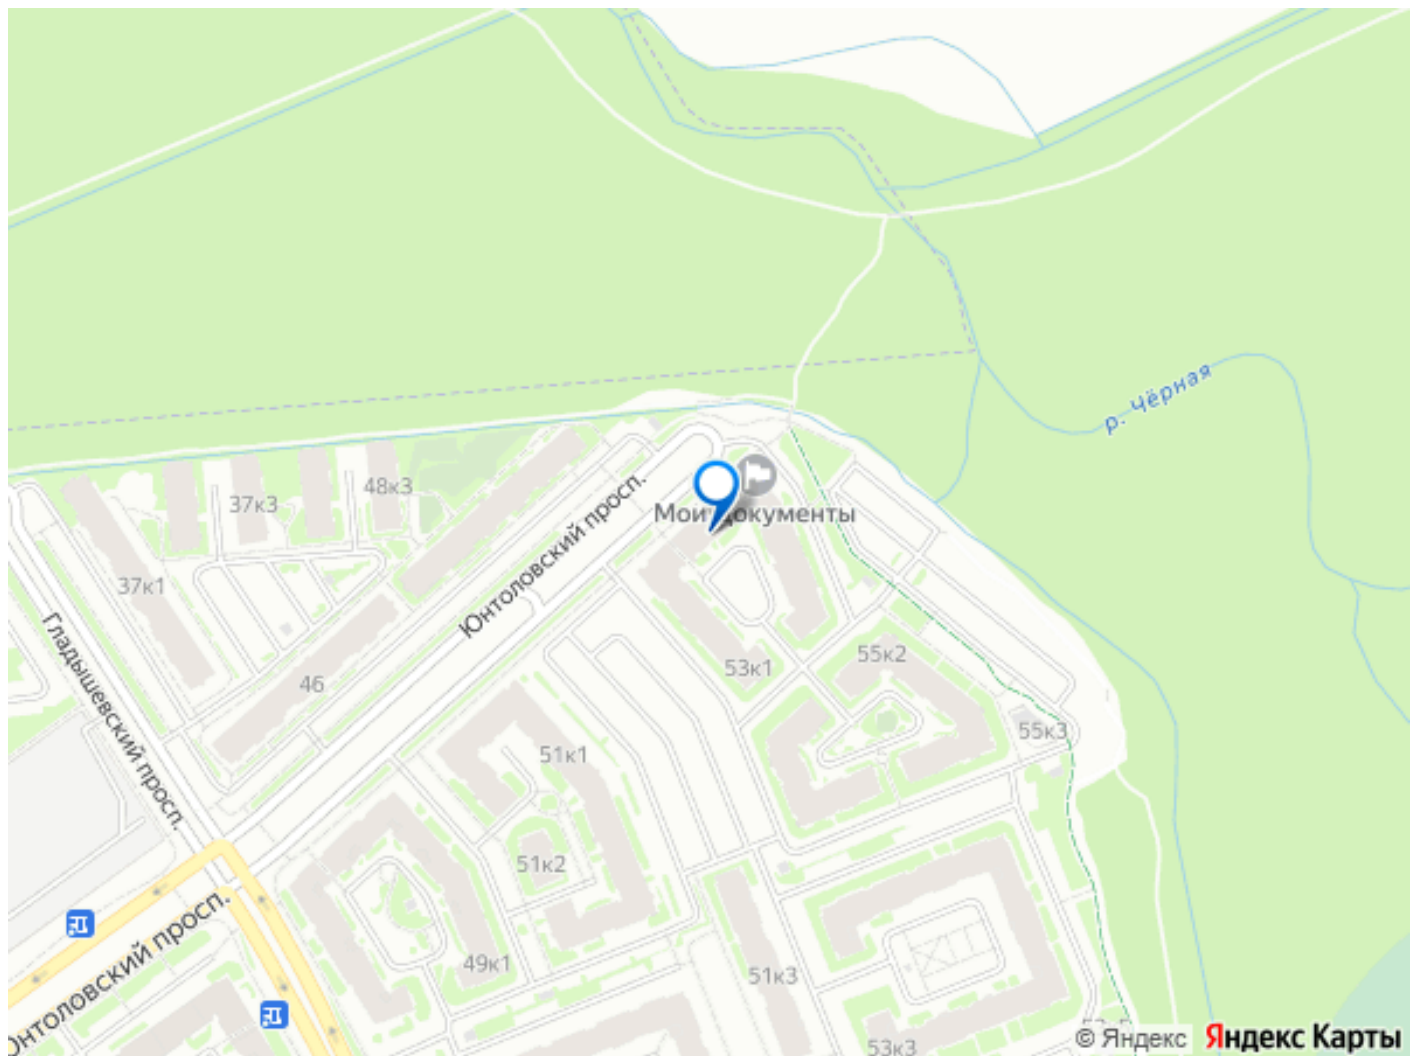 р. Чёрная
48к3
37к3
Мои Документы
37к1
Юнтоловский просп.
Гладышевский просп.
46
53к1
55к2
55к3
51к1
51к2
Юнтоловский просп.
49к1
51к3
53к3
© Яндекс
Яндекс Карты